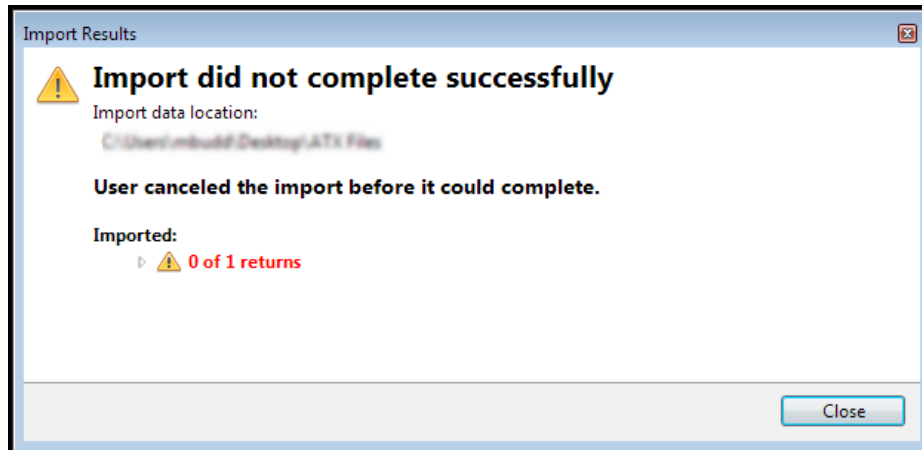 Import Results
Import did not complete successfully
Import data location:
User canceled the import before it could complete.
Imported:
0 of 1 returns
Close